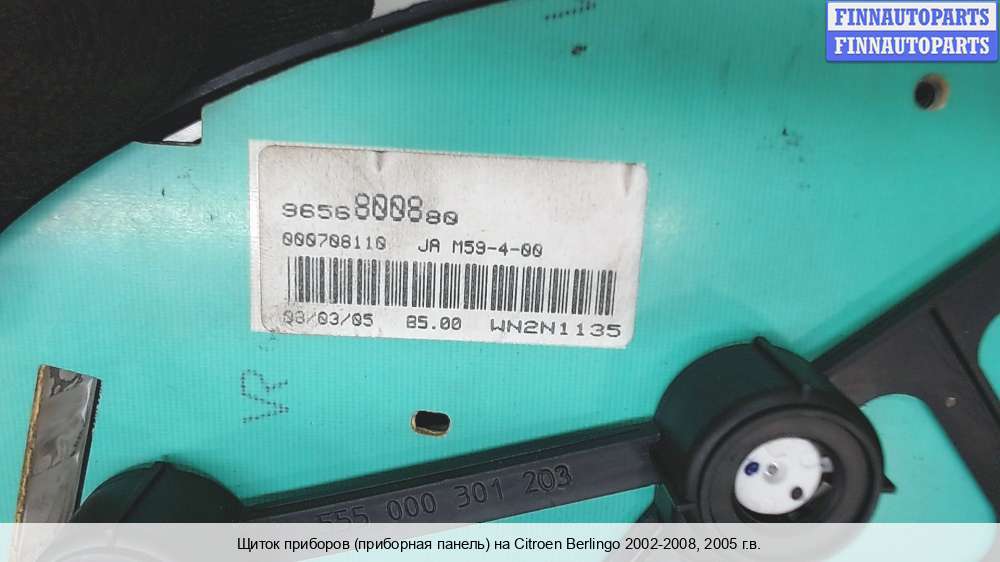 FINNAUTOPARTS
FINNAUTOPARTS
9656800880
000708110 JA M59-4-00
03/03/05 85.00 WN2N1135
VR
555 000 301 203
Щиток приборов (приборная панель) на Citroen Berlingo 2002-2008, 2005 г.в.